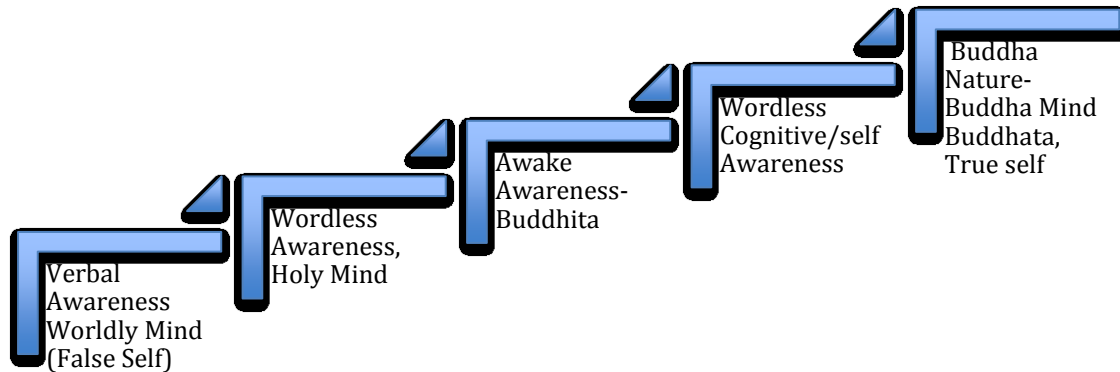 Verbal
Awareness
Worldly Mind
(False Self)
Wordless
Awareness,
Holy Mind
Awake
Awareness-
Buddhita
Wordless
Cognitive/self
Awareness
Buddha
Nature-
Buddha Mind
Buddhata,
True self